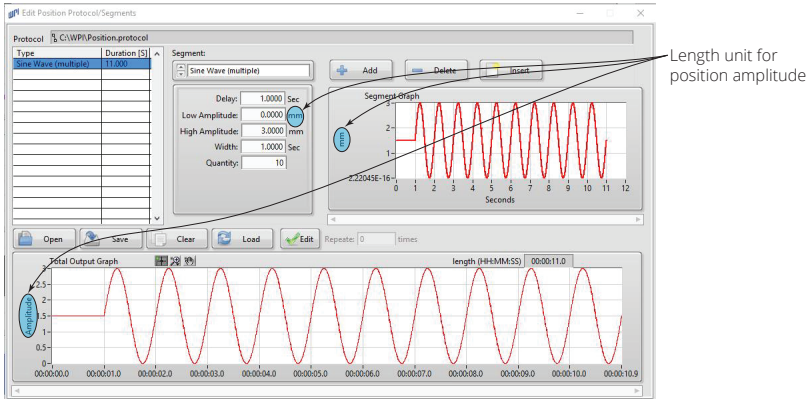 WPI Edit Position Protocol/Segments
Protocol C:\WPI\Position.protocol
Type Duration [S]
Sine Wave (multiple) 11.000
Segment:
Sine Wave (multiple)
Add Delete Insert
Delay: 1.0000 Sec
Low Amplitude: 0.0000 mm
High Amplitude: 3.0000 mm
Width: 1.0000 Sec
Quantity: 10
Segment Graph
mm
3
2
1
2.22045E-16
0 1 2 3 4 5 6 7 8 9 10 11 12
Seconds
Length unit for
position amplitude
Open Save Clear Load Edit Repeate: 0 times
Total Output Graph length (HH:MM:SS) 00:00:11.0
Amplitude
3
2.5
2
1.5
1
0.5
0
00:00:00.0 00:00:01.0 00:00:02.0 00:00:03.0 00:00:04.0 00:00:05.0 00:00:06.0 00:00:07.0 00:00:08.0 00:00:09.0 00:00:10.0 00:00:10.9